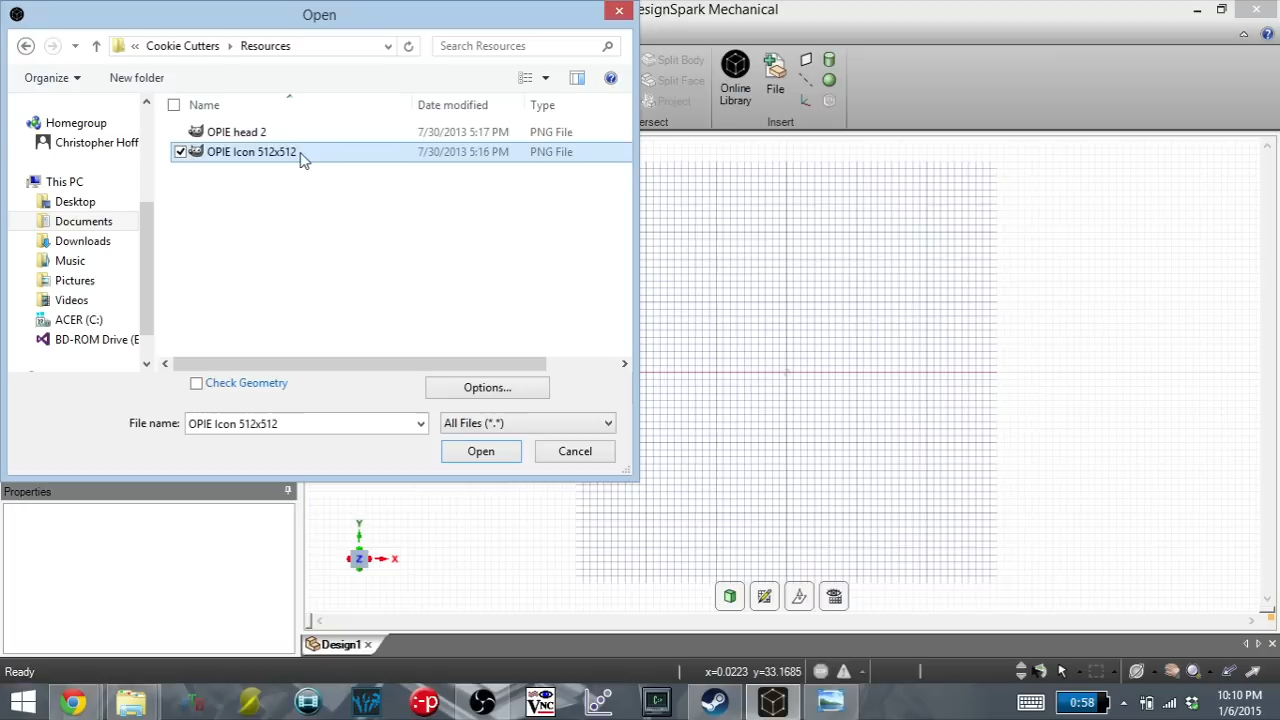 Open
esignSpark Mechanical
« Cookie Cutters Resources
Search Resources
Organize
New folder
Name
Date modified
Type
Homegroup
Christopher Hoff
This PC
Desktop
Documents
Downloads
Music
Pictures
Videos
ACER (C:)
BD-ROM Drive (E
OPIE head 2
7/30/2013 5:17 PM
PNG File
OPIE Icon 512x512
7/30/2013 5:16 PM
PNG File
Split Body
Split Face
Project
ersect
Online
Library
File
Insert
Check Geometry
Options...
File name:
OPIE Icon 512x512
All Files (*.*)
Open
Cancel
Properties
Y
Z
X
Design1
Ready
x=0.0223 y=33.1685
0:58
10:10 PM
1/6/2015